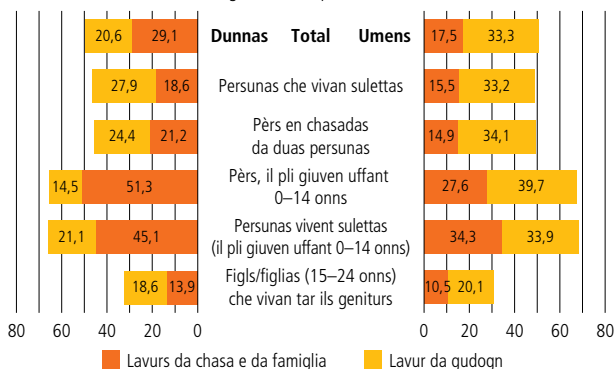 20,6 29,1 Dunnas Total Umens 17,5 33,3
27,9 18,6 Persunas che vivan sulettas 15,5 33,2
24,4 21,2 Pèrs en chasadas da duas persunas 14,9 34,1
14,5 51,3 Pèrs, il pli giuven uffant 0–14 onns 27,6 39,7
21,1 45,1 Persunas vivent sulettas (il pli giuven uffant 0–14 onns) 34,3 33,9
18,6 13,9 Figls/figlias (15–24 onns) che vivan tar ils geniturs 10,5 20,1
80 60 40 20 0 0 20 40 60 80
Lavurs da chasa e da famiglia Lavur da gudogn